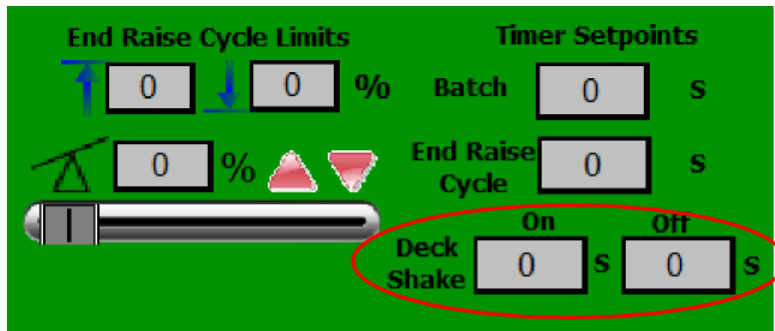 End Raise Cycle Limits
0 0 %
0 %
Timer Setpoints
Batch 0 s
End Raise
Cycle 0 s
On Off
Deck
Shake 0 s 0 s